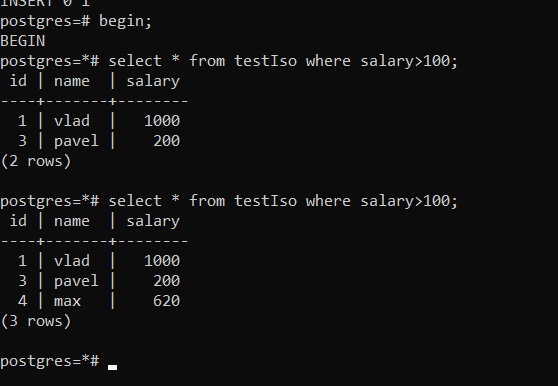 INSERT 0 1
postgres=# begin;
BEGIN
postgres=*# select * from testIso where salary>100;
 id | name  | salary
----+-------+--------
  1 | vlad  |   1000
  3 | pavel |    200
(2 rows)

postgres=*# select * from testIso where salary>100;
 id | name  | salary
----+-------+--------
  1 | vlad  |   1000
  3 | pavel |    200
  4 | max   |    620
(3 rows)

postgres=*#